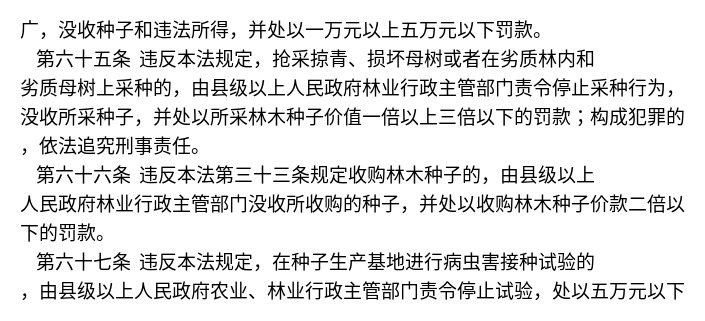 广，没收种子和违法所得，并处以一万元以上五万元以下罚款。
第六十五条 违反本法规定，抢采掠青、损坏母树或者在劣质林内和
劣质母树上采种的，由县级以上人民政府林业行政主管部门责令停止采种行为，
没收所采种子，并处以所采林木种子价值一倍以上三倍以下的罚款；构成犯罪的
，依法追究刑事责任。
第六十六条 违反本法第三十三条规定收购林木种子的，由县级以上
人民政府林业行政主管部门没收所收购的种子，并处以收购林木种子价款二倍以
下的罚款。
第六十七条 违反本法规定，在种子生产基地进行病虫害接种试验的
，由县级以上人民政府农业、林业行政主管部门责令停止试验，处以五万元以下